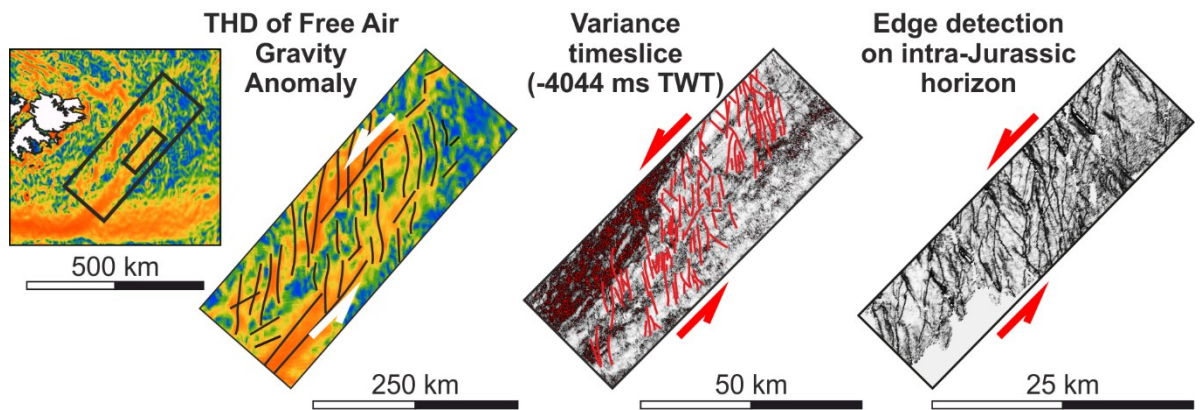 THD of Free Air
Gravity
Anomaly
Variance
timeslice
(-4044 ms TWT)
Edge detection
on intra-Jurassic
horizon
500 km
250 km
50 km
25 km